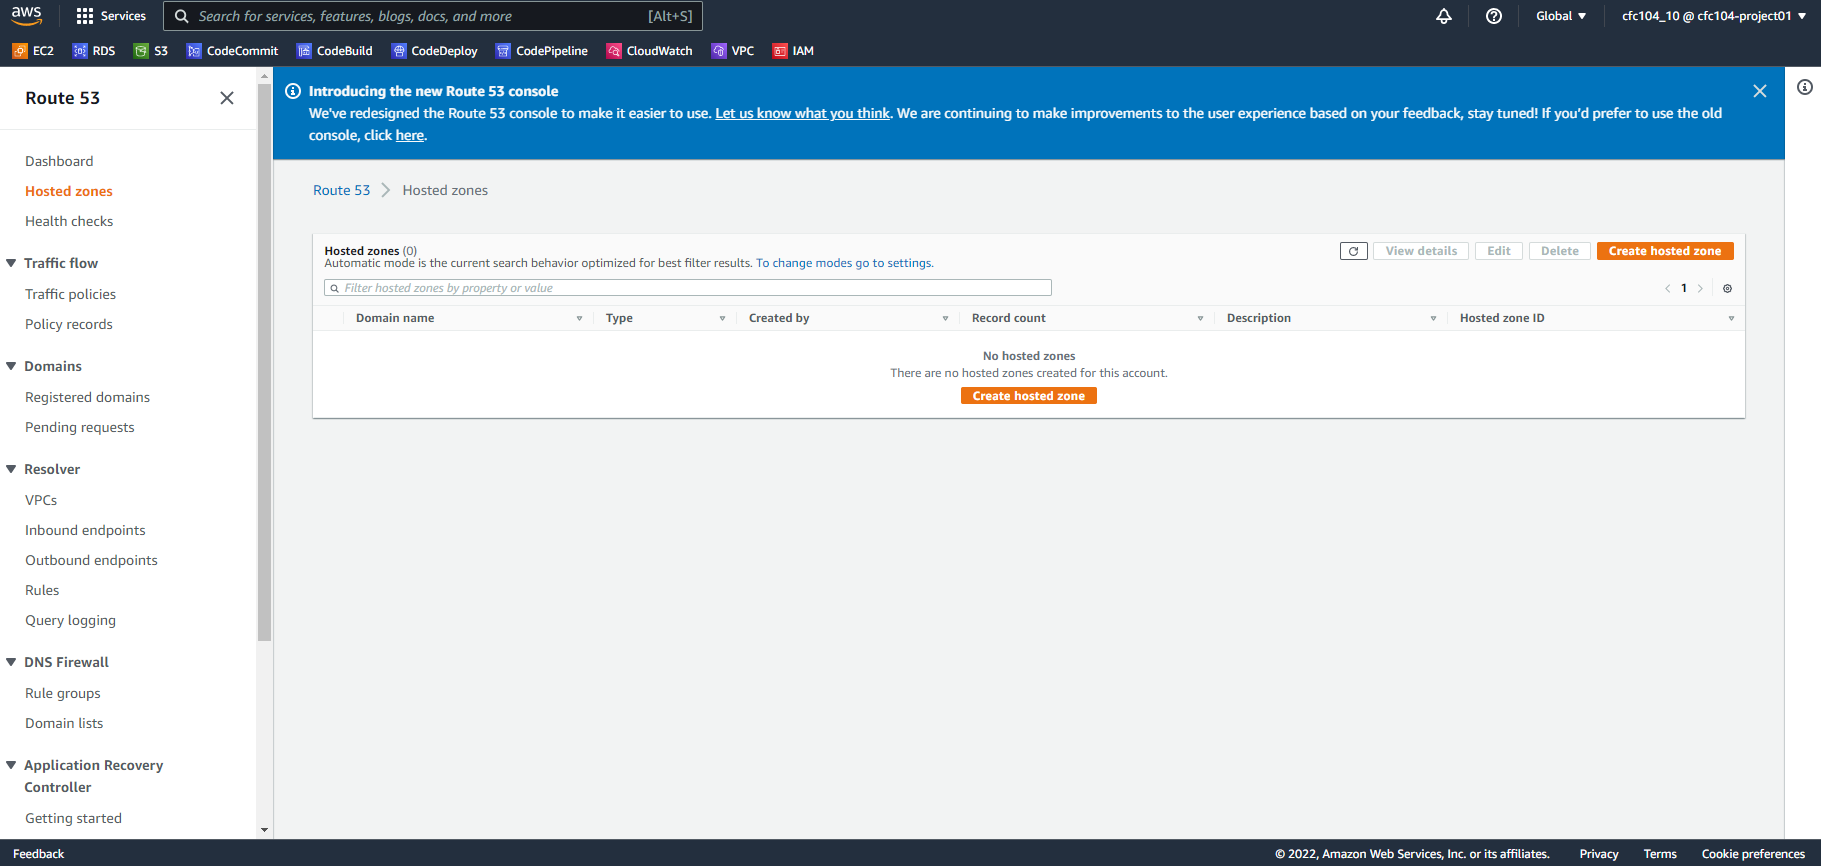 aws
Services
Search for services, features, blogs, docs, and more
[Alt+S]
Global
cfc104_10 @ cfc104-project01
EC2
RDS
S3
CodeCommit
CodeBuild
CodeDeploy
CodePipeline
CloudWatch
VPC
IAM
Route 53
Dashboard
Hosted zones
Health checks
Traffic flow
Traffic policies
Policy records
Domains
Registered domains
Pending requests
Resolver
VPCs
Inbound endpoints
Outbound endpoints
Rules
Query logging
DNS Firewall
Rule groups
Domain lists
Application Recovery
Controller
Getting started
Introducing the new Route 53 console
We've redesigned the Route 53 console to make it easier to use. Let us know what you think. We are continuing to make improvements to the user experience based on your feedback, stay tuned! If you’d prefer to use the old
console, click here.
Route 53
Hosted zones
Hosted zones (0)
Automatic mode is the current search behavior optimized for best filter results. To change modes go to settings.
View details
Edit
Delete
Create hosted zone
Filter hosted zones by property or value
1
Domain name
Type
Created by
Record count
Description
Hosted zone ID
No hosted zones
There are no hosted zones created for this account.
Create hosted zone
Feedback
© 2022, Amazon Web Services, Inc. or its affiliates.
Privacy
Terms
Cookie preferences